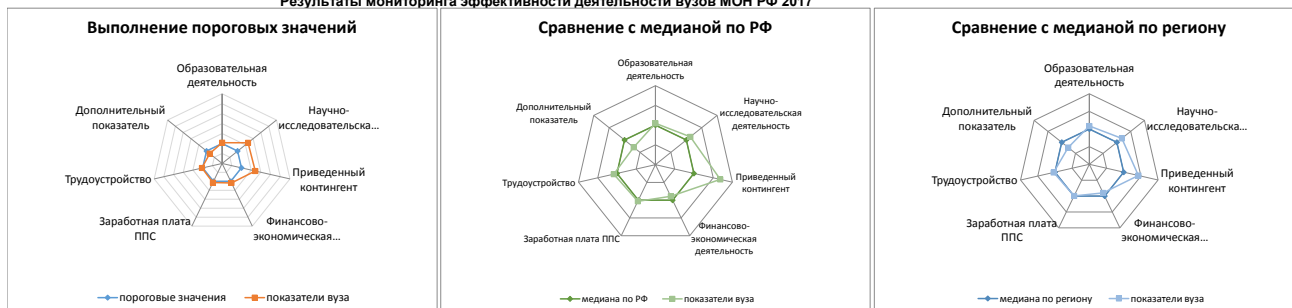 Результаты мониторинга эффективности деятельности вузов МОН РФ 2017
Выполнение пороговых значений
Образовательная
деятельность
Научно-
исследовательска…
Приведенный
контингент
Финансово-
экономическая…
Заработная плата
ППС
Трудоустройство
Дополнительный
показатель
пороговые значения
показатели вуза
Сравнение с медианой по РФ
Образовательная
деятельность
Научно-
исследовательская
деятельность
Приведенный
контингент
Финансово-
экономическая
деятельность
Заработная плата ППС
Трудоустройство
Дополнительный
показатель
медиана по РФ
показатели вуза
Сравнение с медианой по региону
Образовательная
деятельность
Научно-
исследовательска…
Приведенный
контингент
Финансово-
экономическая…
Заработная плата
ППС
Трудоустройство
Дополнительный
показатель
медиана по региону
показатели вуза